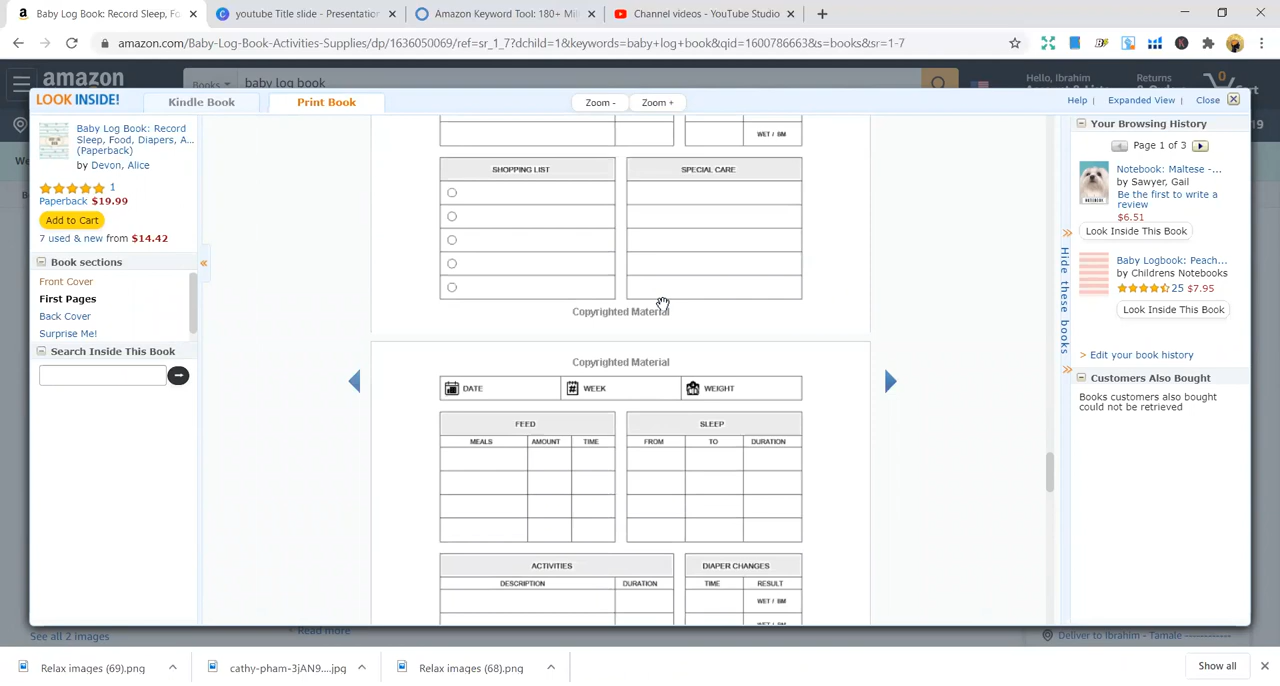 Baby Log Book: Record Sleep, Fo
youtube Title slide - Presentation
Amazon Keyword Tool: 180+ Mil
Channel videos - YouTube Studio
amazon.com/Baby-Log-Book-Activities-Supplies/dp/1636050069/ref=sr_1_7?dchild=1&keywords=baby+log+book&qid=1600786663&s=books&sr=1-7
amazon
Books
baby log book
Hello, Ibrahim
Returns
0
LOOK INSIDE!
Kindle Book
Print Book
Zoom -
Zoom +
Help |
Expanded View |
Close
Baby Log Book: Record
Sleep, Food, Diapers, A...
(Paperback)
by Devon, Alice
1
Paperback $19.99
Add to Cart
7 used & new from $14.42
Book sections
Front Cover
First Pages
Back Cover
Surprise Me!
Search Inside This Book
WET / BM
SHOPPING LIST
SPECIAL CARE
Copyrighted Material
Copyrighted Material
DATE
WEEK
WEIGHT
FEED
SLEEP
MEALS
AMOUNT
TIME
FROM
TO
DURATION
ACTIVITIES
DIAPER CHANGES
DESCRIPTION
DURATION
TIME
RESULT
WET / BM
WET / BM
Hide these books
Your Browsing History
Page 1 of 3
Notebook: Maltese -...
by Sawyer, Gail
Be the first to write a
review
$6.51
Look Inside This Book
Baby Logbook: Peach...
by Childrens Notebooks
25 $7.95
Look Inside This Book
> Edit your book history
Customers Also Bought
Books customers also bought
could not be retrieved
See all 2 images
Read more
Deliver to Ibrahim - Tamale
Relax images (69).png
cathy-pham-3jAN9....jpg
Relax images (68).png
Show all